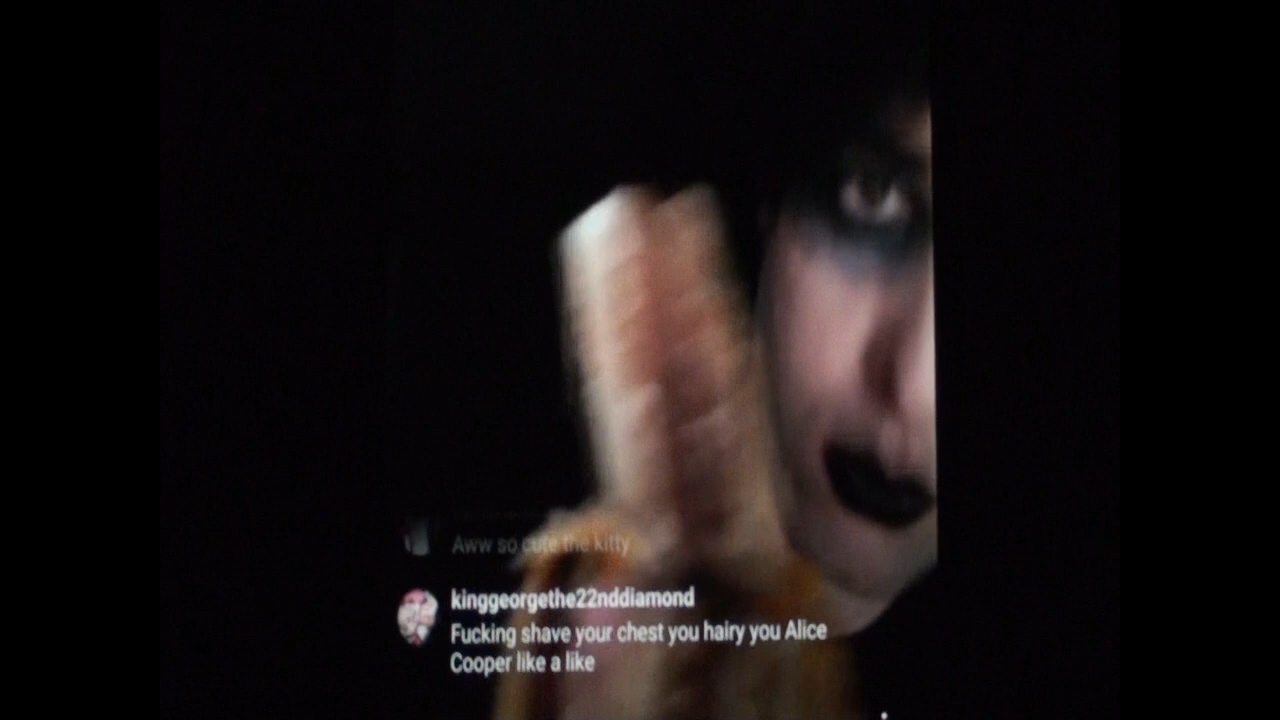 Aww so cute the kitty
kinggeorgethe22nddiamond
Fucking shave your chest you hairy you Alice
Cooper like a like